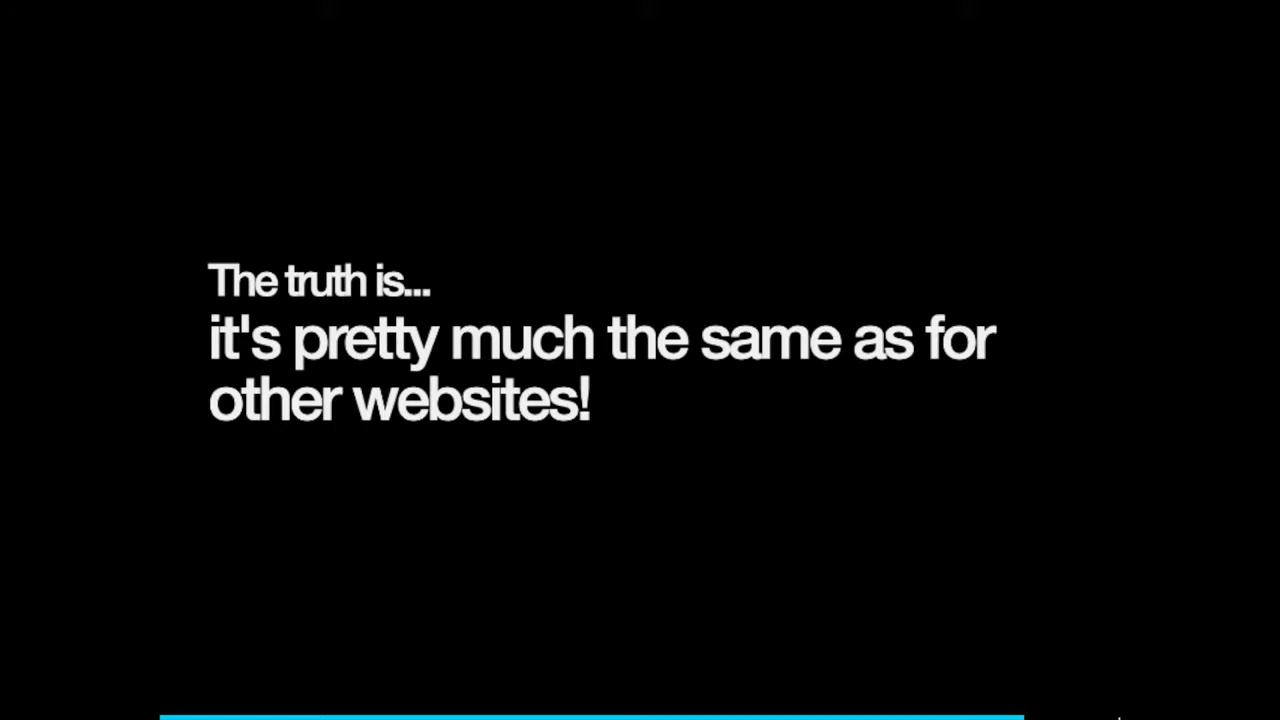 The truth is...
it's pretty much the same as for
other websites!